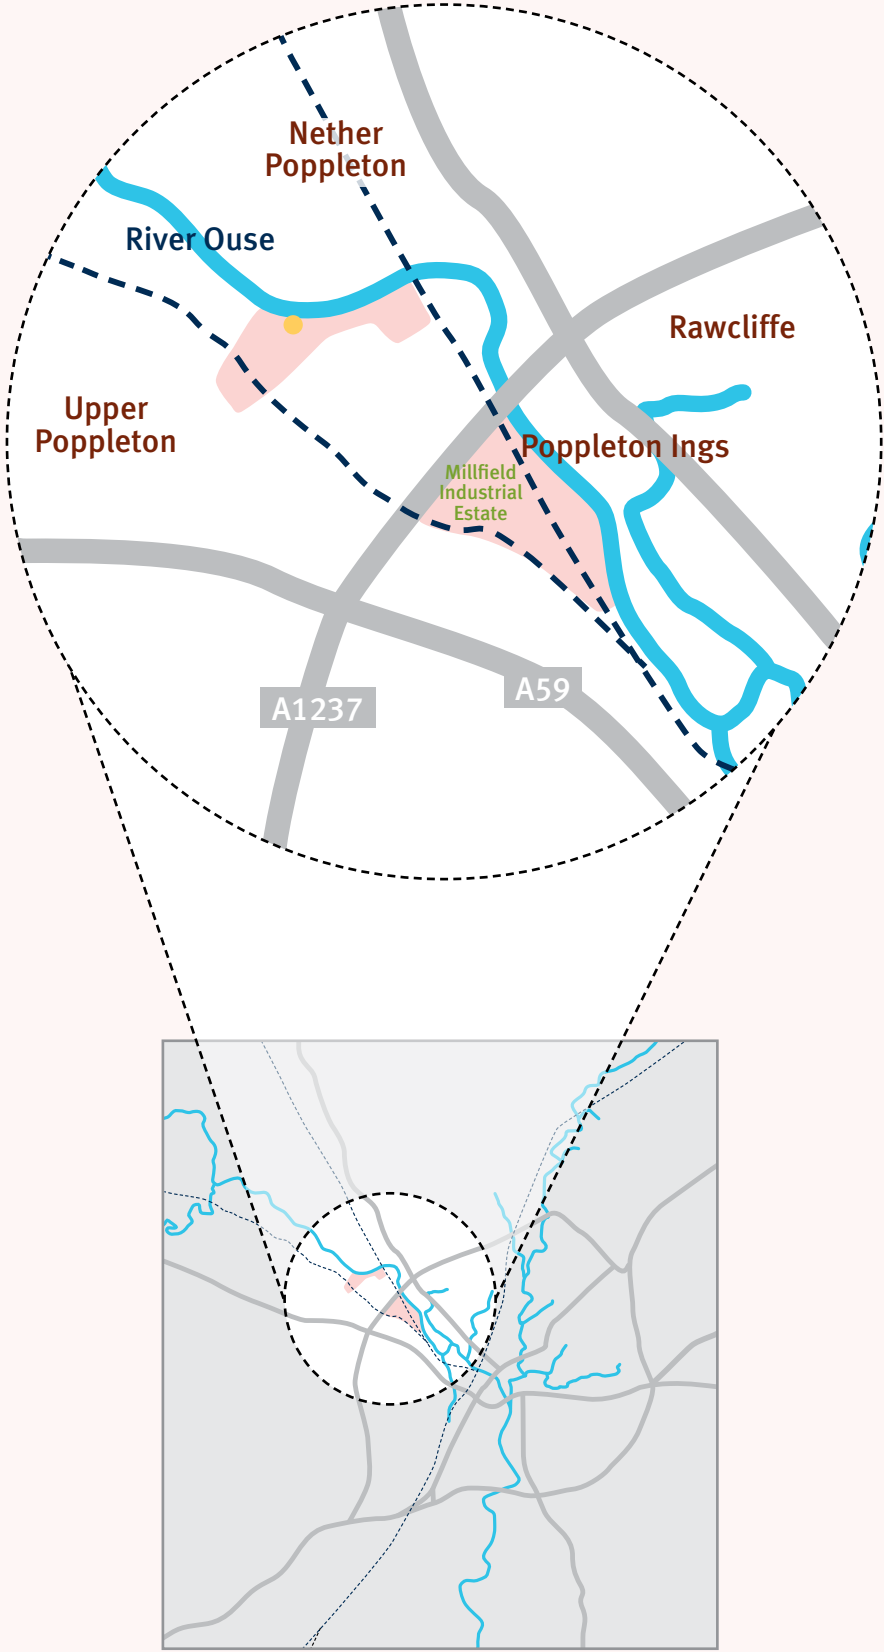 Nether
Poppleton
River Ouse
Rawcliffe
Upper
Poppleton
Poppleton Ings
Millfield
Industrial
Estate
A59
A1237